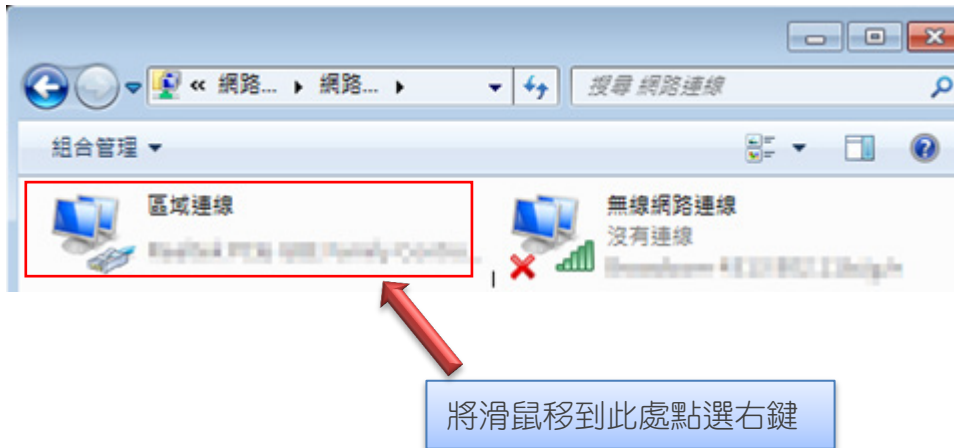 « 網路... ▸ 網路... ▸
搜尋 網路連線
組合管理
區域連線
無線網路連線
沒有連線
將滑鼠移到此處點選右鍵